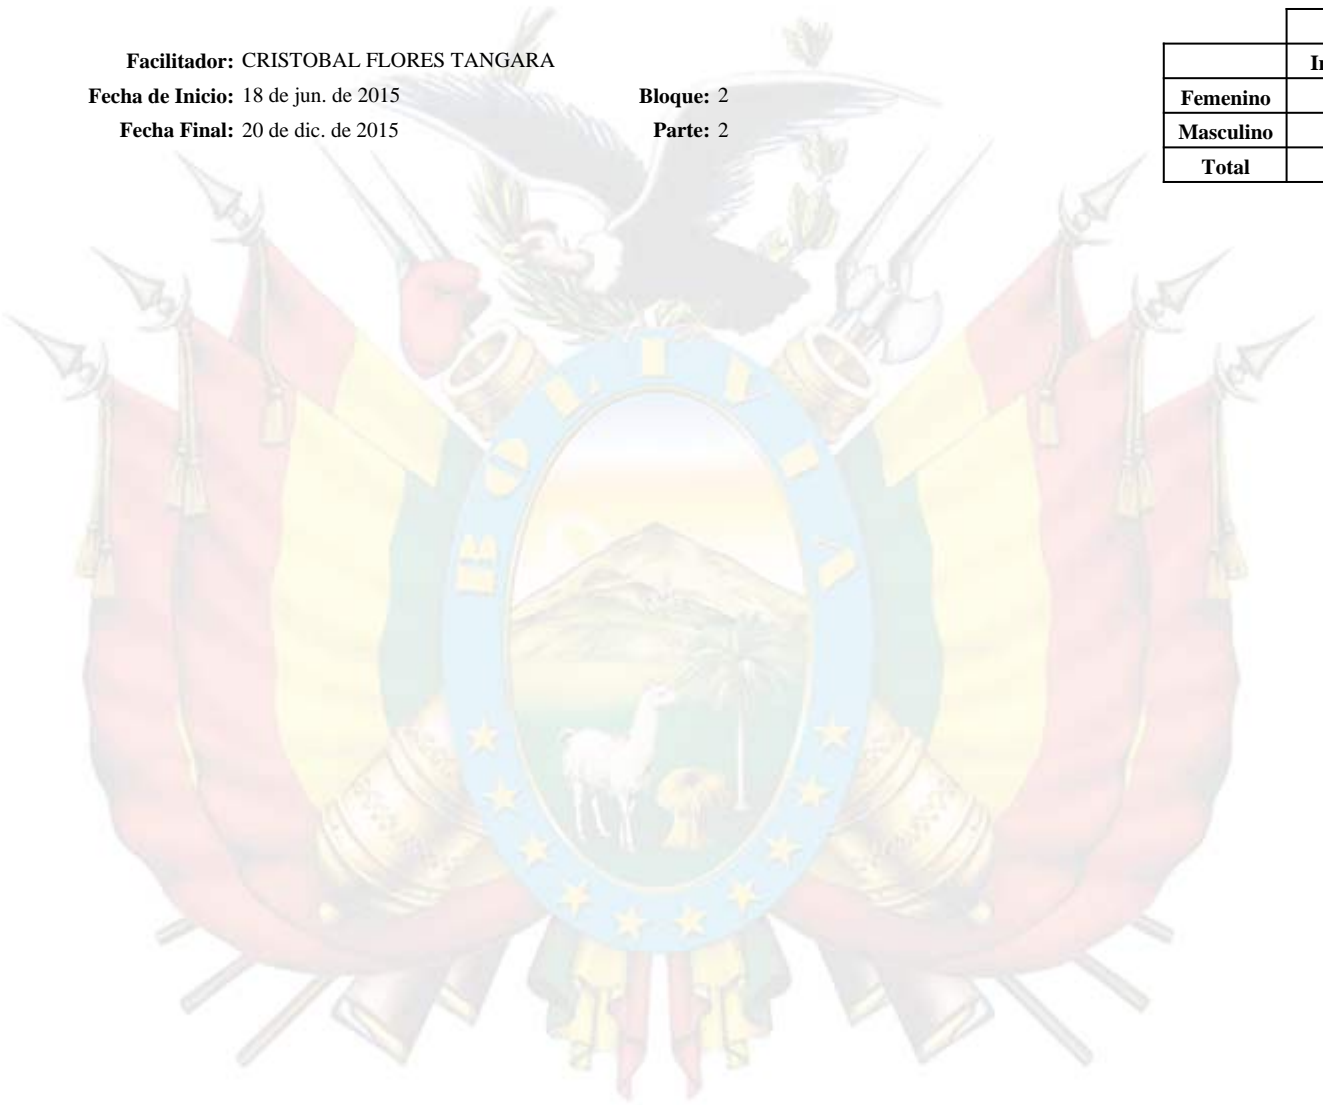 Facilitador: CRISTOBAL FLORES TANGARA
Fecha de Inicio: 18 de jun. de 2015 Bloque: 2
Fecha Final: 20 de dic. de 2015 Parte: 2
Femenino
Masculino
Total
BOLIVIA